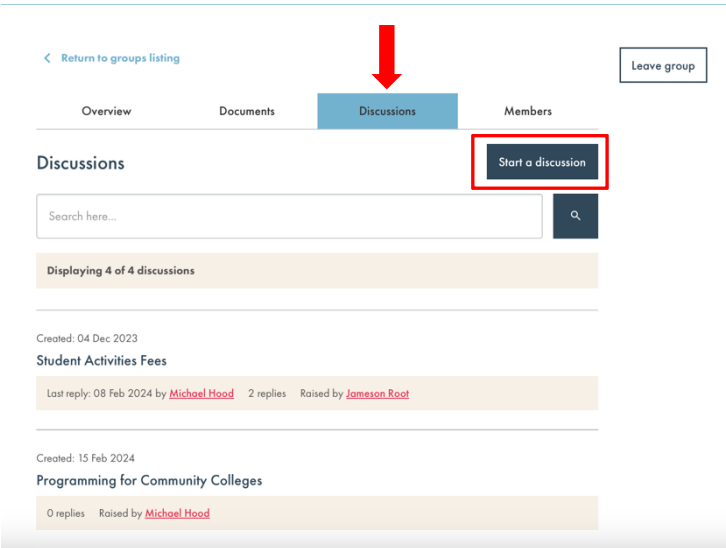 Return to groups listing
Leave group
Overview Documents Discussions Members
Discussions
Start a discussion
Search here...
Displaying 4 of 4 discussions
Created: 04 Dec 2023
Student Activities Fees
Last reply: 08 Feb 2024 by Michael Hood 2 replies Raised by Jameson Root
Created: 15 Feb 2024
Programming for Community Colleges
0 replies Raised by Michael Hood